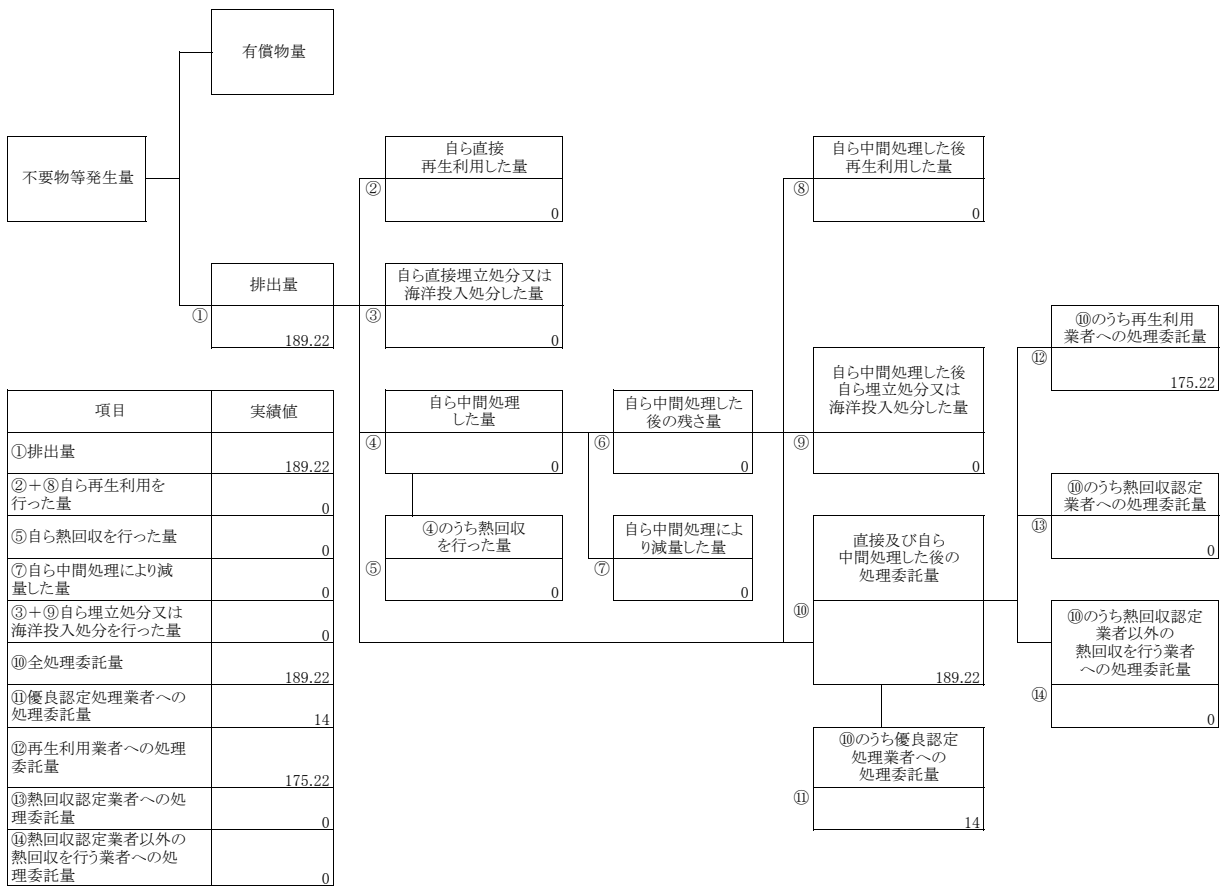 有償物量
不要物等発生量
自ら直接
再生利用した量
②
0
自ら中間処理した後
再生利用した量
⑧
0
排出量
①
189.22
自ら直接埋立処分又は
海洋投入処分した量
③
0
⑩のうち再生利用
業者への処理委託量
⑫
175.22
自ら中間処理
した量
④
0
自ら中間処理した
後の残さ量
⑥
0
自ら中間処理した後
自ら埋立処分又は
海洋投入処分した量
⑨
0
⑩のうち熱回収認定
業者への処理委託量
⑬
0
④のうち熱回収
を行った量
⑤
0
自ら中間処理によ
り減量した量
⑦
0
直接及び自ら
中間処理した後の
処理委託量
⑩
189.22
⑩のうち熱回収認定
業者以外の
熱回収を行う業者
への処理委託量
⑭
0
⑩のうち優良認定
処理業者への
処理委託量
⑪
14
項目
実績値
①排出量
189.22
②＋⑧自ら再生利用を
行った量
0
⑤自ら熱回収を行った量
0
⑦自ら中間処理により減
量した量
0
③＋⑨自ら埋立処分又は
海洋投入処分を行った量
0
⑩全処理委託量
189.22
⑪優良認定処理業者への
処理委託量
14
⑫再生利用業者への処理
委託量
175.22
⑬熱回収認定業者への処
理委託量
0
⑭熱回収認定業者以外の
熱回収を行う業者への処
理委託量
0